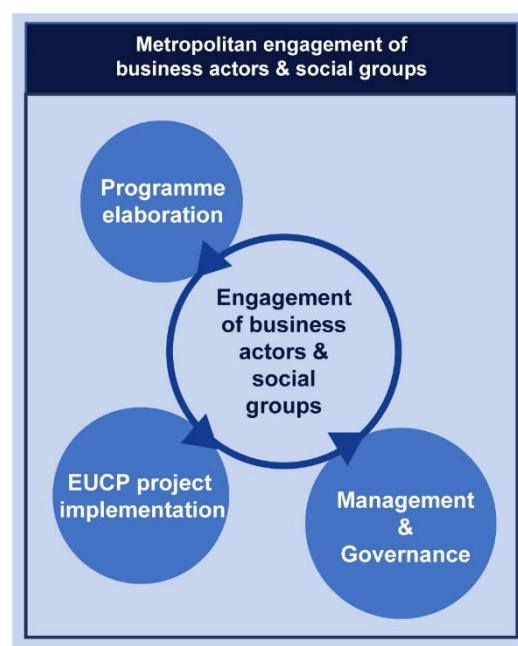 Metropolitan engagement of
business actors & social groups
Programme
elaboration
Engagement
of business
actors &
social
groups
EUCP project
implementation
Management
&
Governance